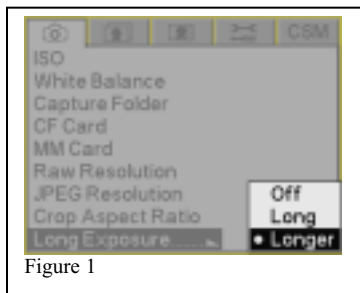 CSM
ISO
White Balance
Capture Folder
CF Card
MM Card
Raw Resolution
JPEG Resolution
Off
Crop Aspect Ratio
Long
Long Exposure.....
Longer
Figure 1